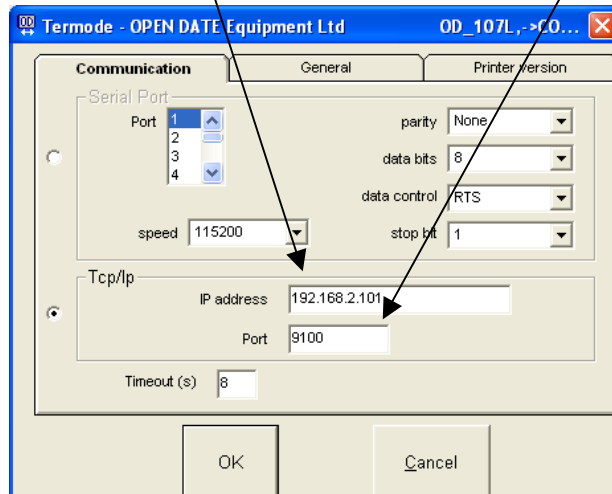 Termode - OPEN DATE Equipment Ltd OD_107L,->CO...
Communication General Printer version
Serial Port
Port 1 parity None
2
data bits 8
3
4
data control RTS
speed 115200 stop bit 1
Tcp/Ip
IP address 192.168.2.101
Port 9100
Timeout (s) 8
OK Cancel